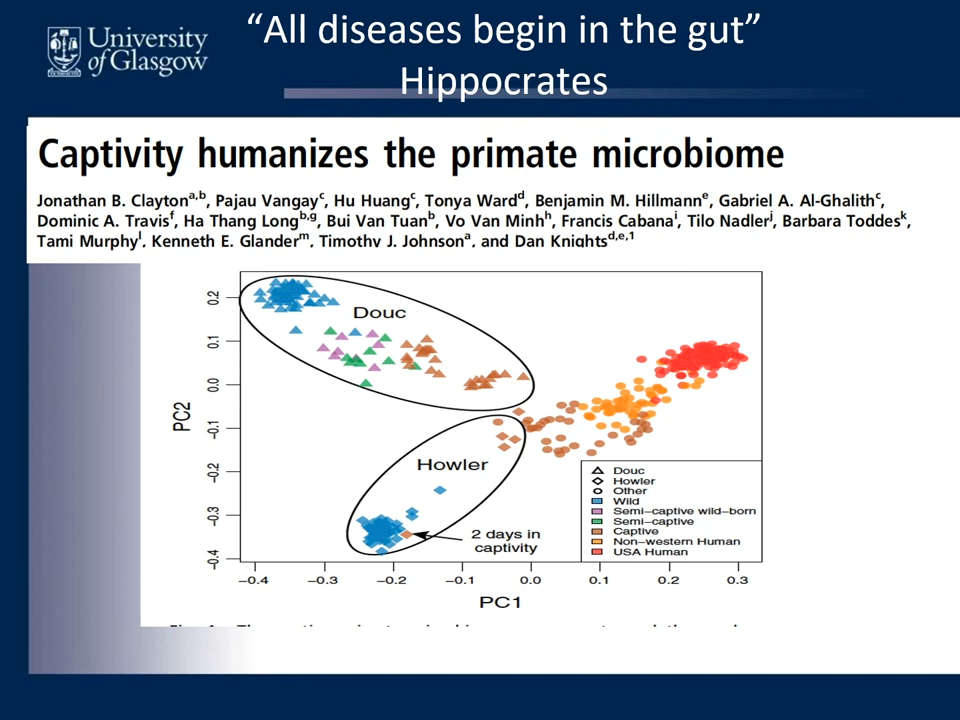 University
of Glasgow
“All diseases begin in the gut”
Hippocrates
Captivity humanizes the primate microbiome
Jonathan B. Claytona,b, Pajau Vangayc, Hu Huangc, Tonya Wardd, Benjamin M. Hillmanne, Gabriel A. Al-Ghalithc,
Dominic A. Travisf, Ha Thang Longb,g, Bui Van Tuanb, Vo Van Minhh, Francis Cabanai, Tilo Nadlerj, Barbara Toddesk,
Tami Murphyl, Kenneth E. Glanderm, Timothy J. Johnsona, and Dan Knightsd,e,1
PC2
0.2
0.1
0.0
-0.1
-0.2
-0.3
-0.4
Douc
Howler
2 days in
captivity
Douc
Howler
Other
Wild
Semi-captive wild-born
Semi-captive
Captive
Non-western Human
USA Human
-0.4 -0.3 -0.2 -0.1 0.0 0.1 0.2 0.3
PC1